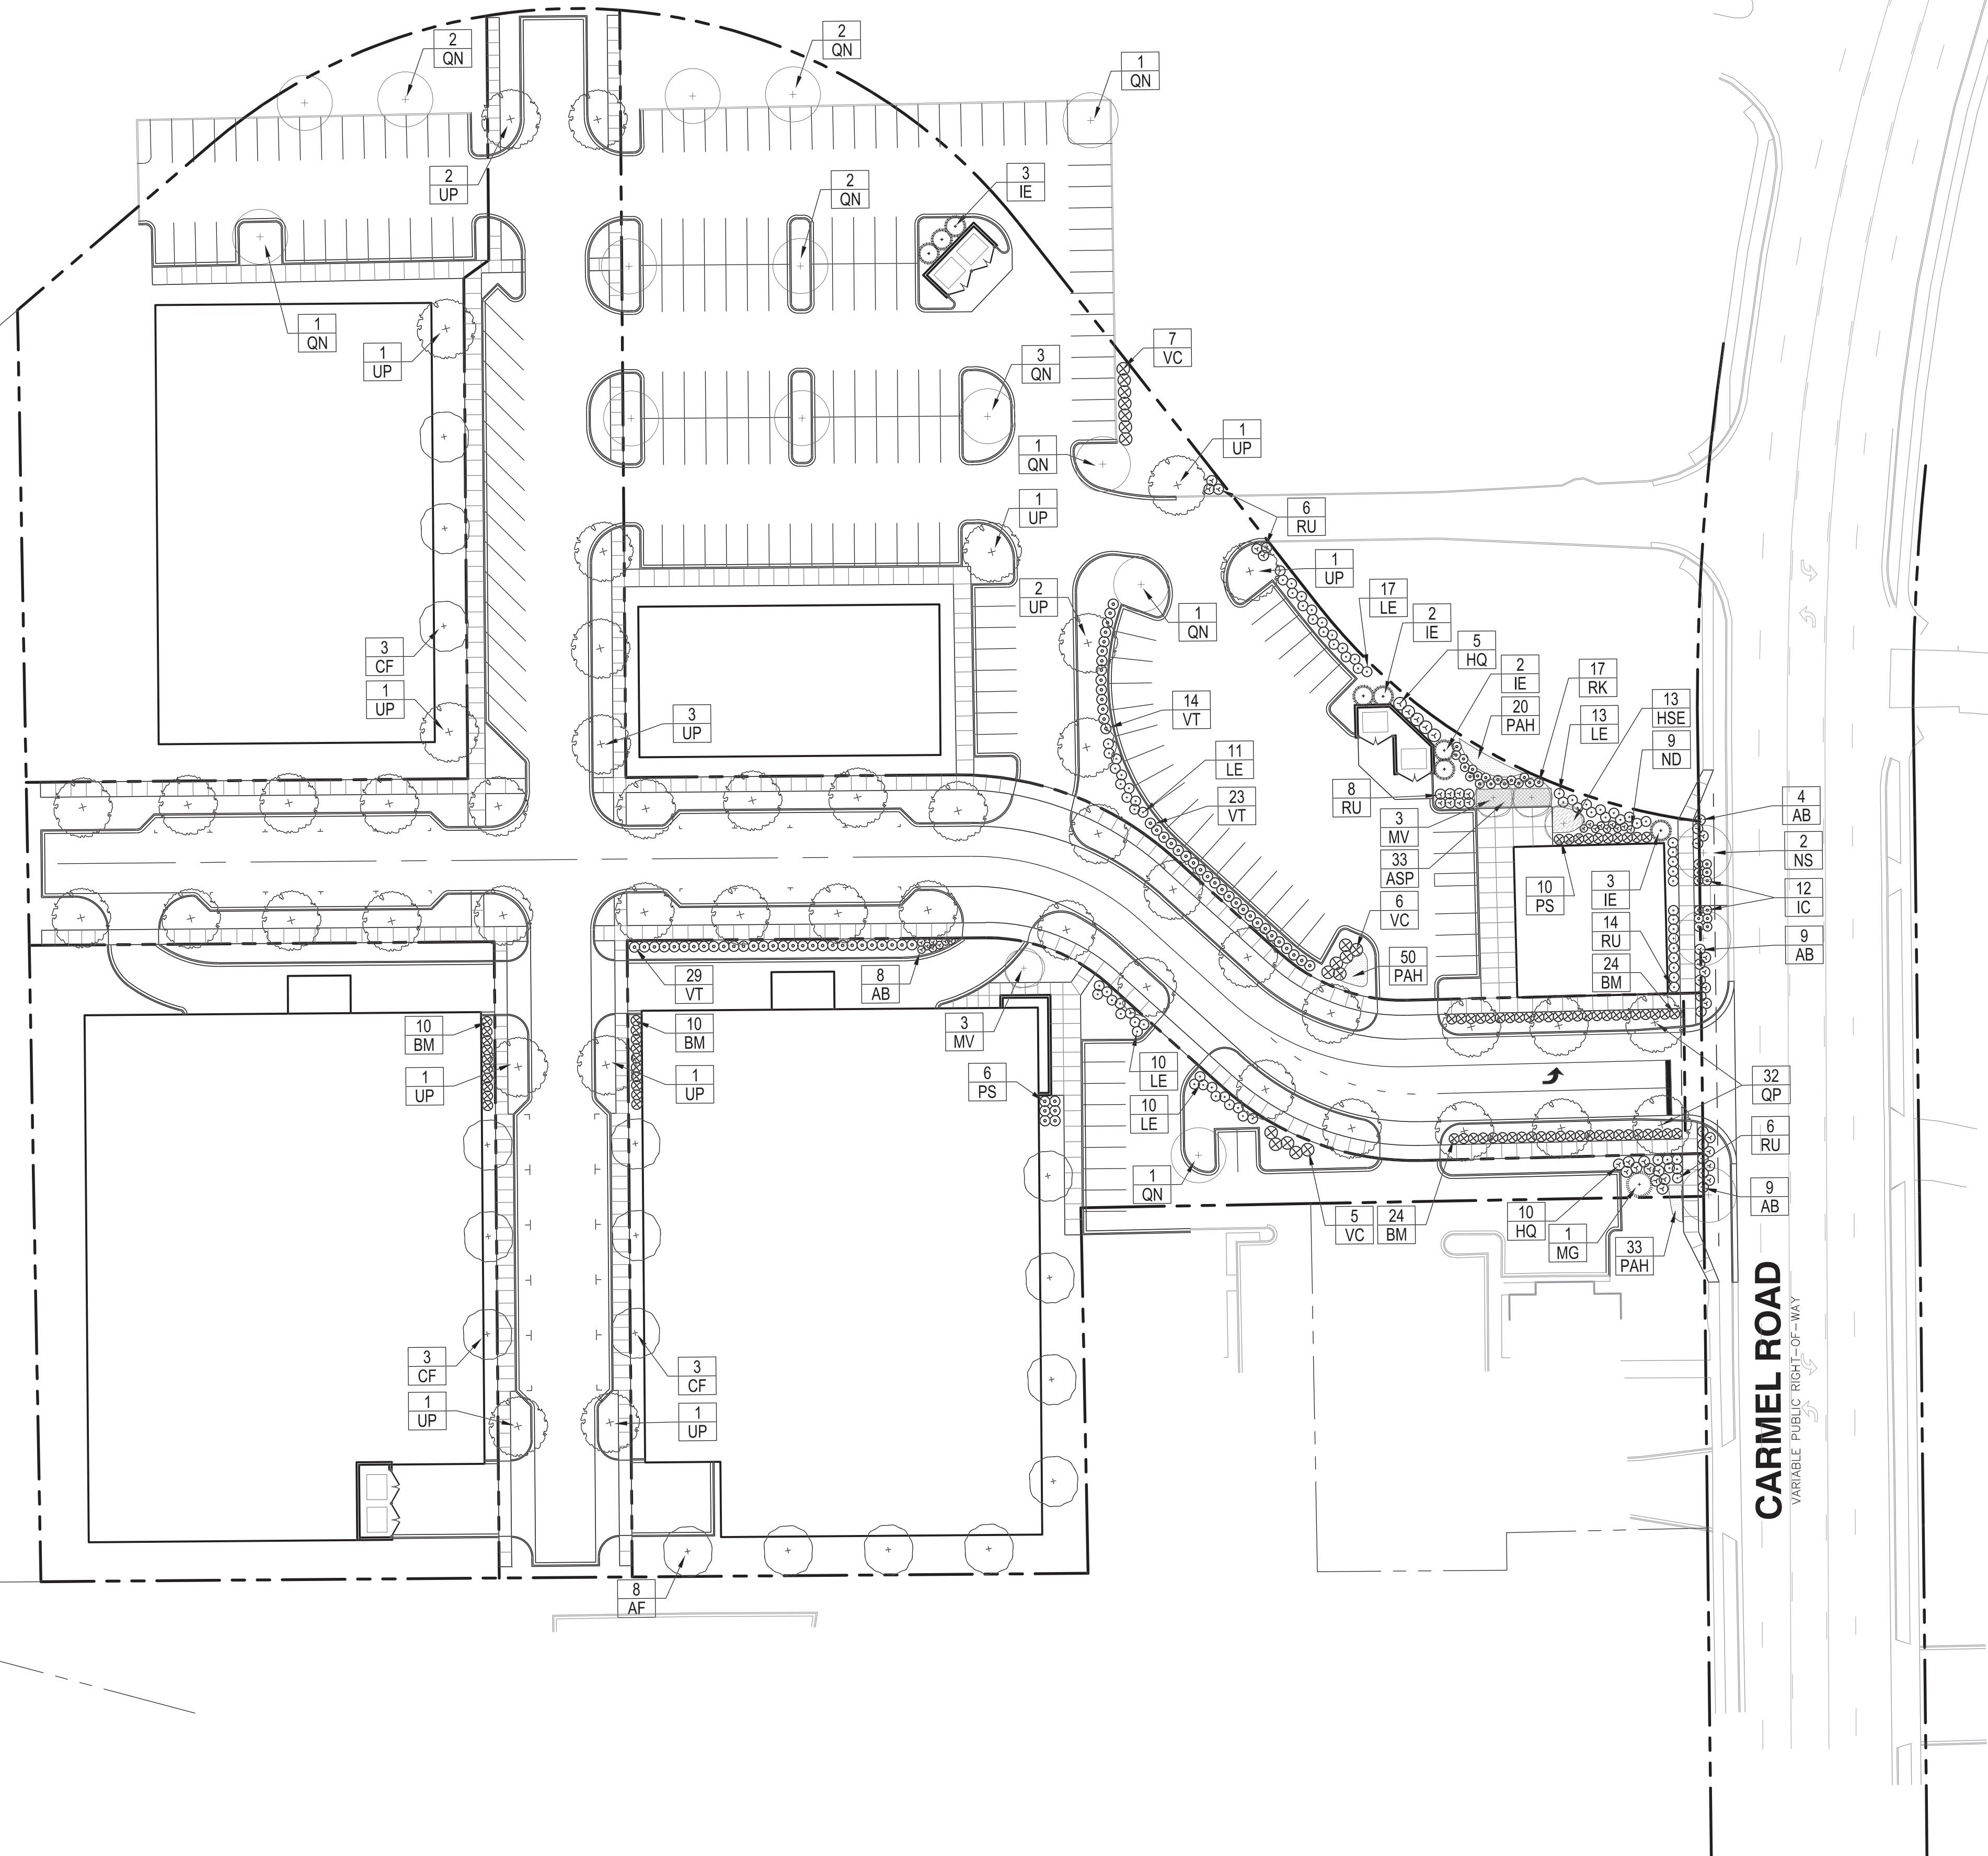 2
QN
2
QN
1
QN
2
UP
2
QN
3
IE
1
QN
1
UP
7
VC
3
QN
1
QN
1
UP
1
UP
6
RU
1
UP
17
LE
2
UP
1
QN
2
IE
5
HQ
2
IE
17
RK
13
HSE
3
CF
1
UP
3
UP
14
VT
20
PAH
13
LE
9
ND
11
LE
23
VT
8
RU
3
MV
33
ASP
4
AB
2
NS
12
IC
10
PS
3
IE
14
RU
24
BM
6
VC
9
AB
50
PAH
29
VT
8
AB
10
BM
10
BM
3
MV
1
UP
1
UP
6
PS
10
LE
10
LE
32
QP
6
RU
1
QN
9
AB
5
VC
24
BM
10
HQ
1
MG
33
PAH
3
CF
3
CF
1
UP
1
UP
8
AF
CARMEL ROAD
VARIABLE PUBLIC RIGHT-OF-WAY